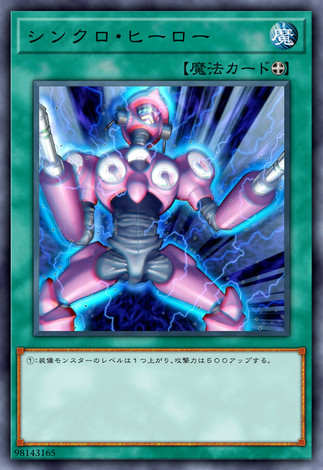 シンクロ・ヒーロー
魔
【魔法カード】
①:装備モンスターのレベルは1つ上がり、攻撃力は500アップする。
98143165